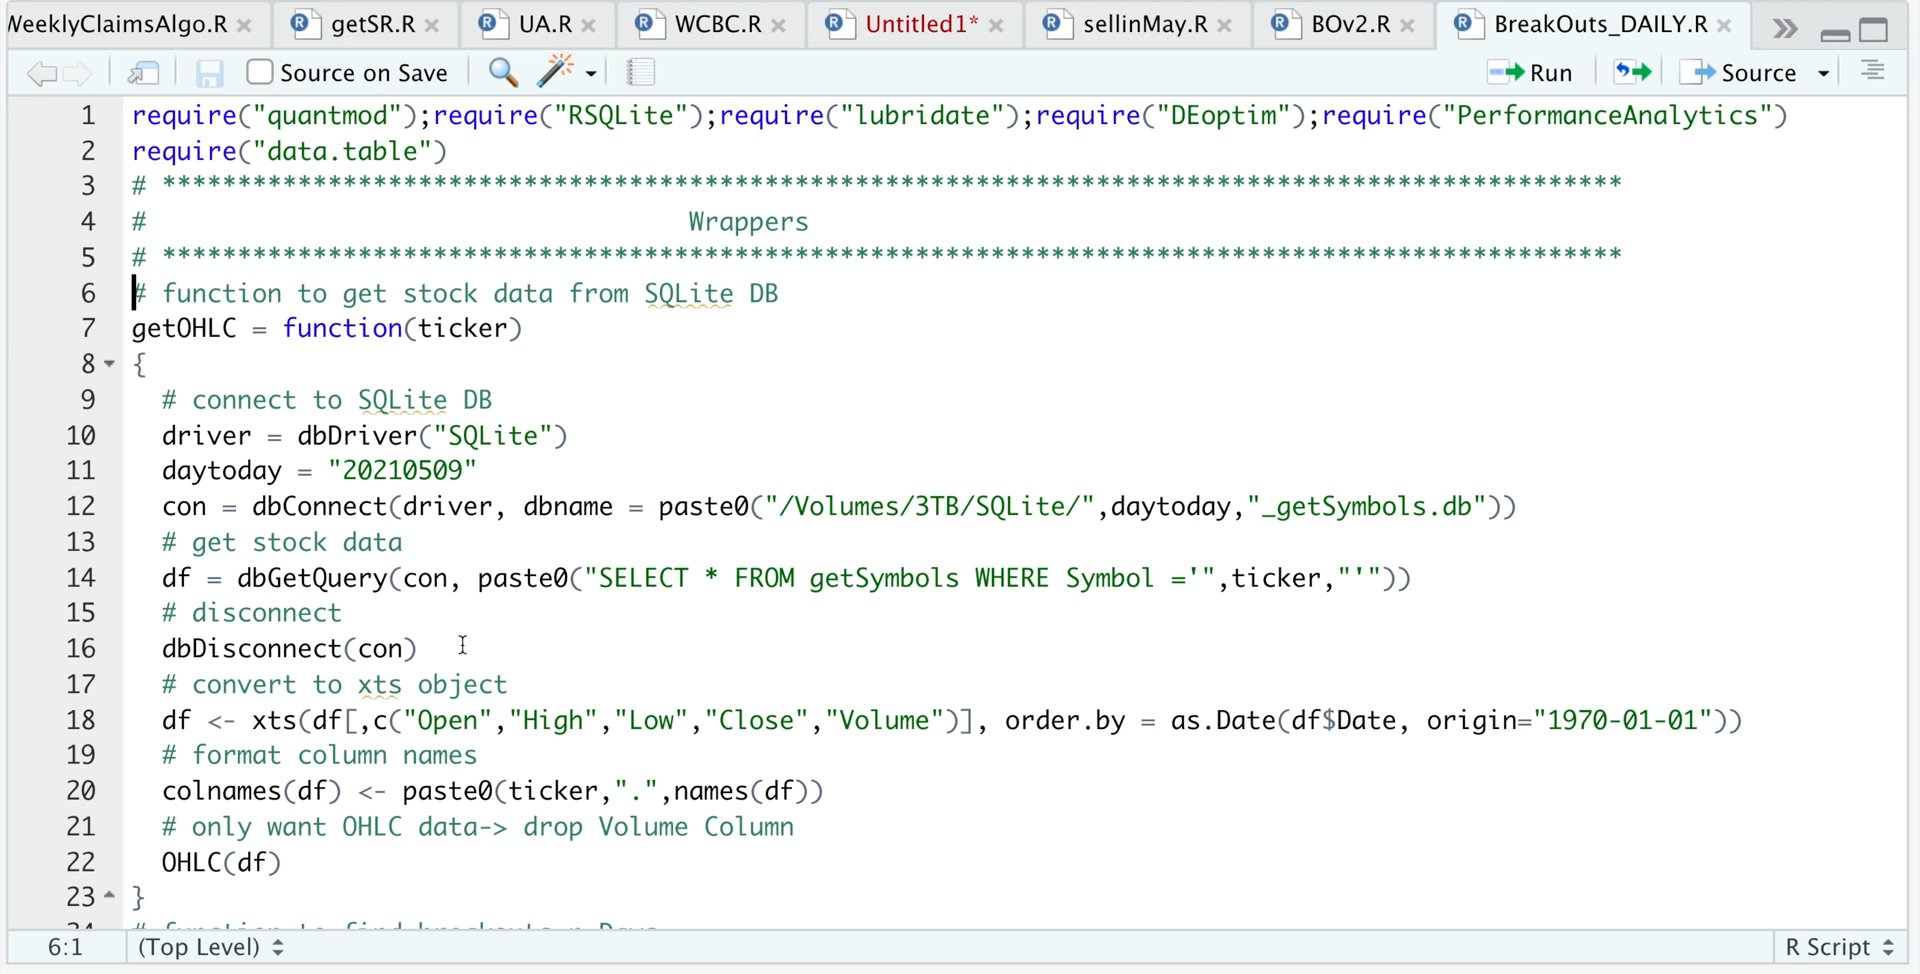 WeeklyClaimsAlgo.R getSR.R UA.R WCBC.R Untitled1* sellinMay.R BOv2.R BreakOuts_DAILY.R
Source on Save Run Source
1 require("quantmod");require("RSQLite");require("lubridate");require("DEoptim");require("PerformanceAnalytics")
2 require("data.table")
3 # *************************************************************************************************
4 # Wrappers
5 # *************************************************************************************************
6 # function to get stock data from SQLite DB
7 getOHLC = function(ticker)
8 {
9 # connect to SQLite DB
10 driver = dbDriver("SQLite")
11 daytoday = "20210509"
12 con = dbConnect(driver, dbname = paste0("/Volumes/3TB/SQLite/",daytoday,"_getSymbols.db"))
13 # get stock data
14 df = dbGetQuery(con, paste0("SELECT * FROM getSymbols WHERE Symbol ='",ticker,"'"))
15 # disconnect
16 dbDisconnect(con)
17 # convert to xts object
18 df <- xts(df[,c("Open","High","Low","Close","Volume")], order.by = as.Date(df$Date, origin="1970-01-01"))
19 # format column names
20 colnames(df) <- paste0(ticker,".",names(df))
21 # only want OHLC data-> drop Volume Column
22 OHLC(df)
23 }
24 # function to find breakouts n Days
6:1 (Top Level) R Script